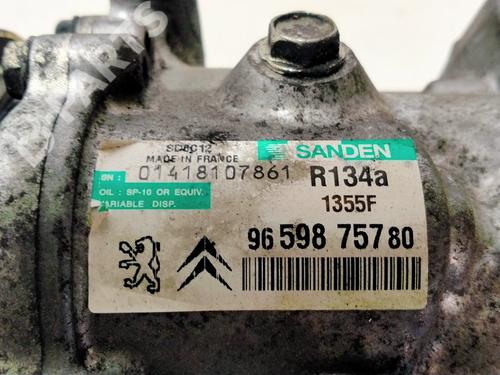 SD6C12
SANDEN
MADE IN FRANCE
SN : 01418107861
R134a
OIL : SP-10 OR EQUIV.
1355F
VARIABLE DISP.
96 598 757 80